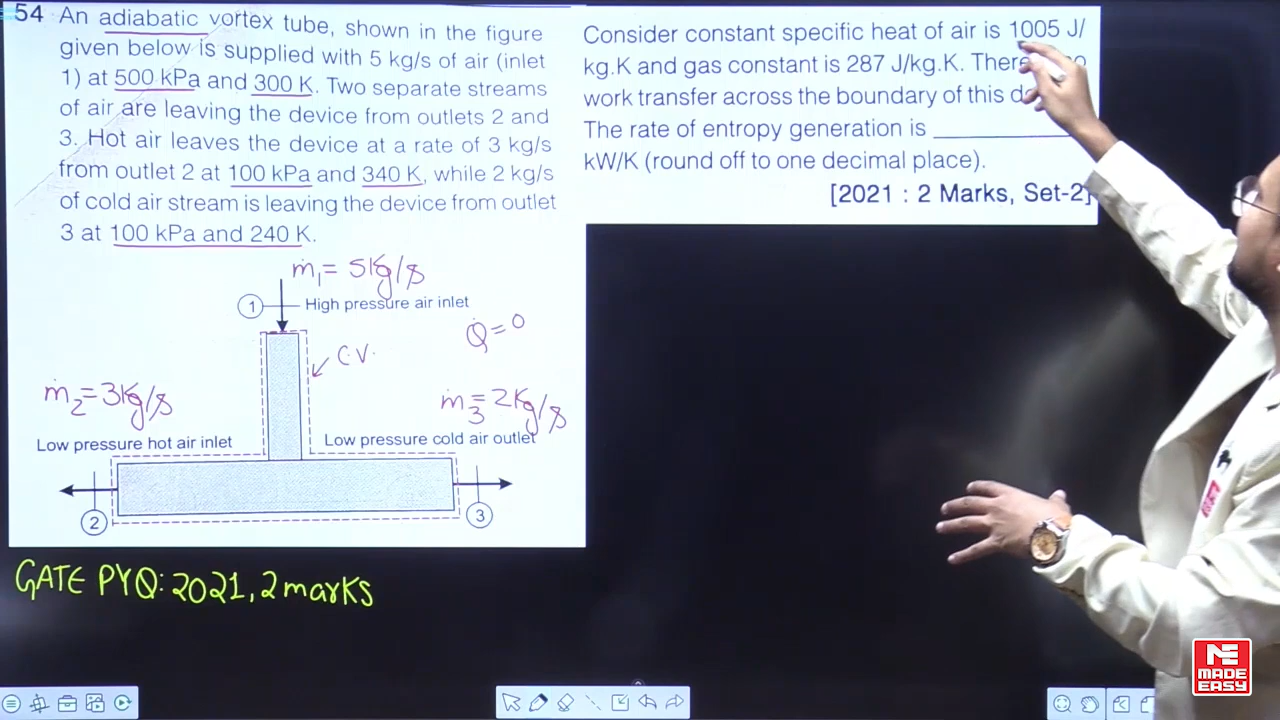 54 An adiabatic vortex tube, shown in the figure
given below is supplied with 5 kg/s of air (inlet
1) at 500 kPa and 300 K. Two separate streams
of air are leaving the device from outlets 2 and
3. Hot air leaves the device at a rate of 3 kg/s
from outlet 2 at 100 kPa and 340 K, while 2 kg/s
of cold air stream is leaving the device from outlet
3 at 100 kPa and 240 K.
ṁ1 = 5Kg/s
1
High pressure air inlet
Q̇ = 0
C.V.
ṁ2 = 3Kg/s
ṁ3 = 2Kg/s
Low pressure hot air inlet
Low pressure cold air outlet
2
3
Consider constant specific heat of air is 1005 J/
kg.K and gas constant is 287 J/kg.K.
work transfer across the boundary of this
The rate of entropy generation is __________
kW/K (round off to one decimal place).
[2021 : 2 Marks, Set-2]
GATE PYQ: 2021, 2 marks
ME
MADE
EASY